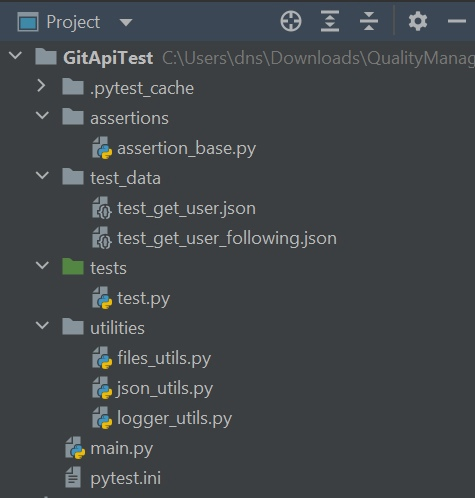 Project
GitApiTest C:\Users\dns\Downloads\QualityManag
.pytest_cache
assertions
assertion_base.py
test_data
test_get_user.json
test_get_user_following.json
tests
test.py
utilities
files_utils.py
json_utils.py
logger_utils.py
main.py
pytest.ini